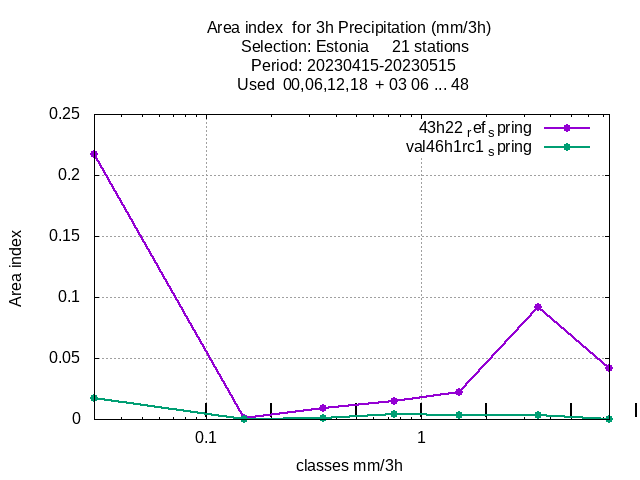 Area index  for 3h Precipitation (mm/3h)
Selection: Estonia     21 stations
Period: 20230415-20230515
Used  00,06,12,18  + 03 06 ... 48
0.25
43h22 refspring
val46h1rc1 spring
0.2
0.15
Area index
0.1
0.05
0
0.1
1
classes mm/3h